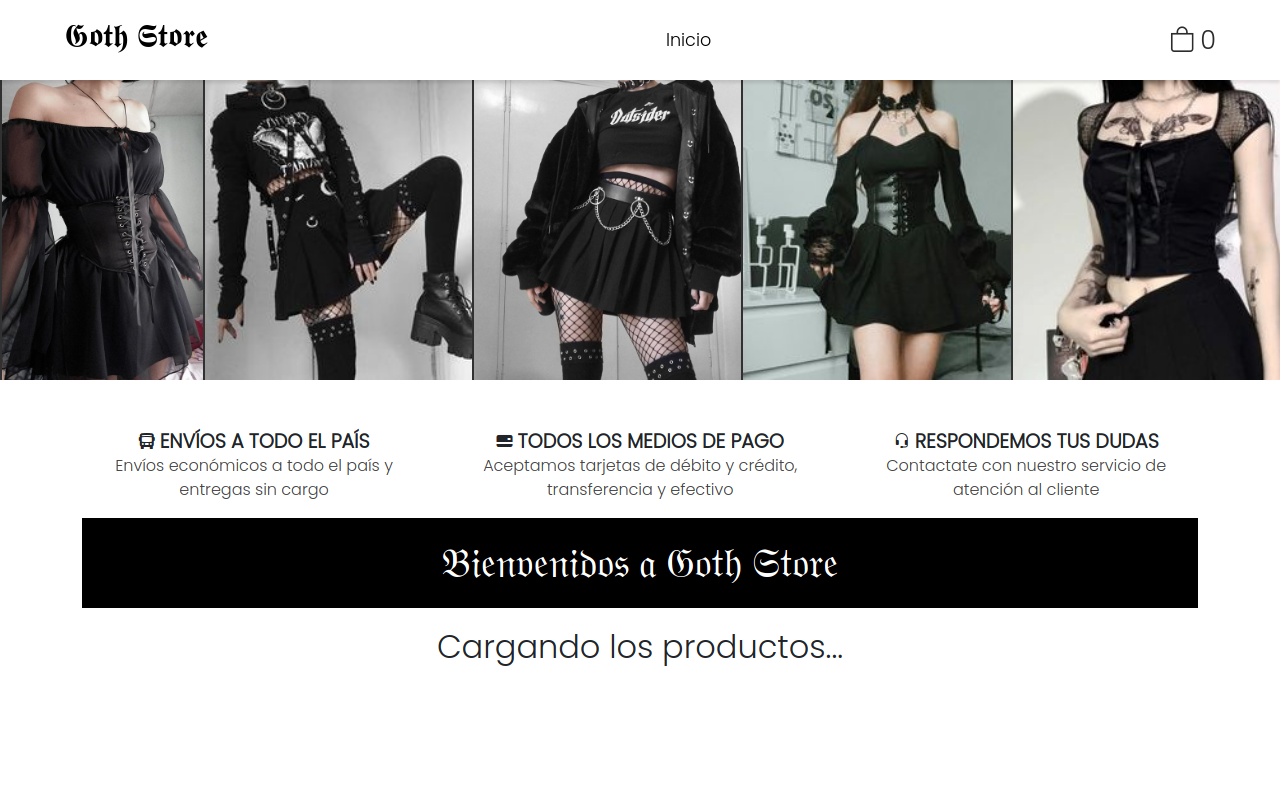 Goth Store
Inicio
0
Outsider
ENVÍOS A TODO EL PAÍS
Envíos económicos a todo el país y
entregas sin cargo
TODOS LOS MEDIOS DE PAGO
Aceptamos tarjetas de débito y crédito,
transferencia y efectivo
RESPONDEMOS TUS DUDAS
Contactate con nuestro servicio de
atención al cliente
Bienvenidos a Goth Store
Cargando los productos...